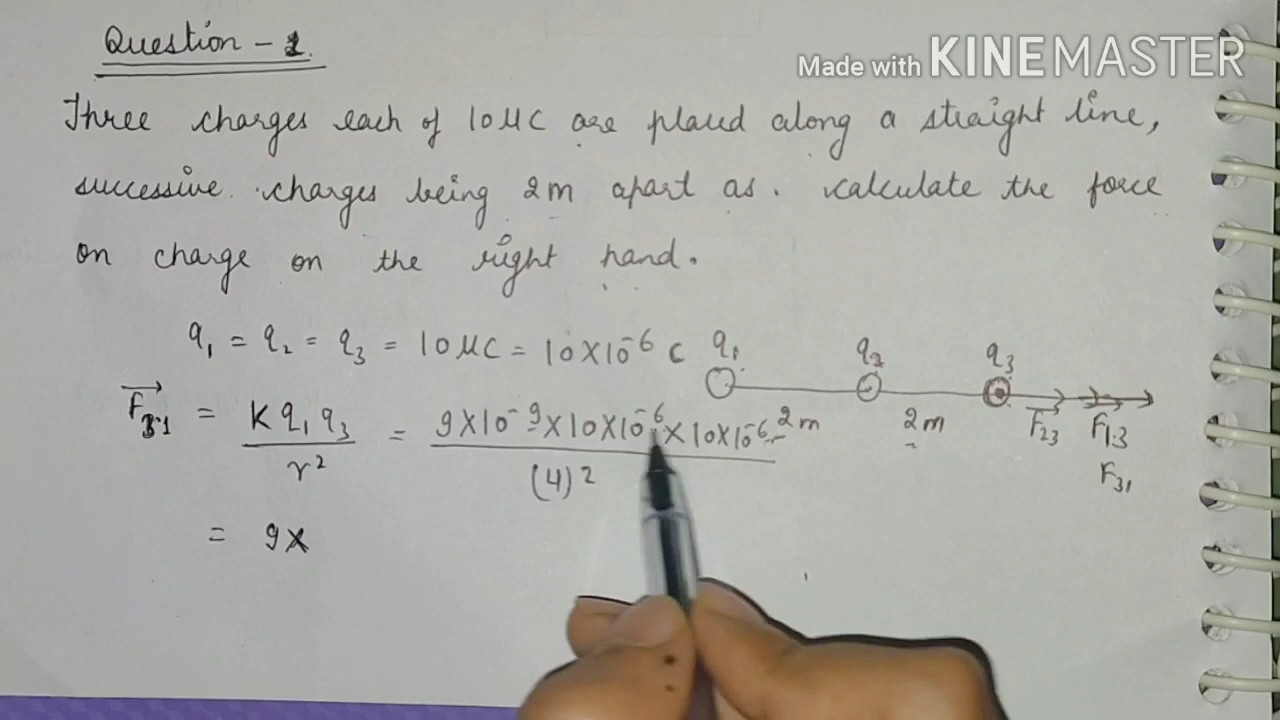 Question - 1.
Made with KINEMASTER
Three charges each of 10 μC are placed along a straight line,
successive charges being 2m apart as. calculate the force
on charge on the right hand.
q₁ = q₂ = q₃ = 10 μC = 10×10⁻⁶ C
q₁ q₂ q₃
2m 2m F₂₃ F₁₃
F₃₁
F₃₁ = K q₁ q₃ / r² = 9×10⁻⁹×10×10⁻⁶×10×10⁻⁶ / (4)²
= 9×